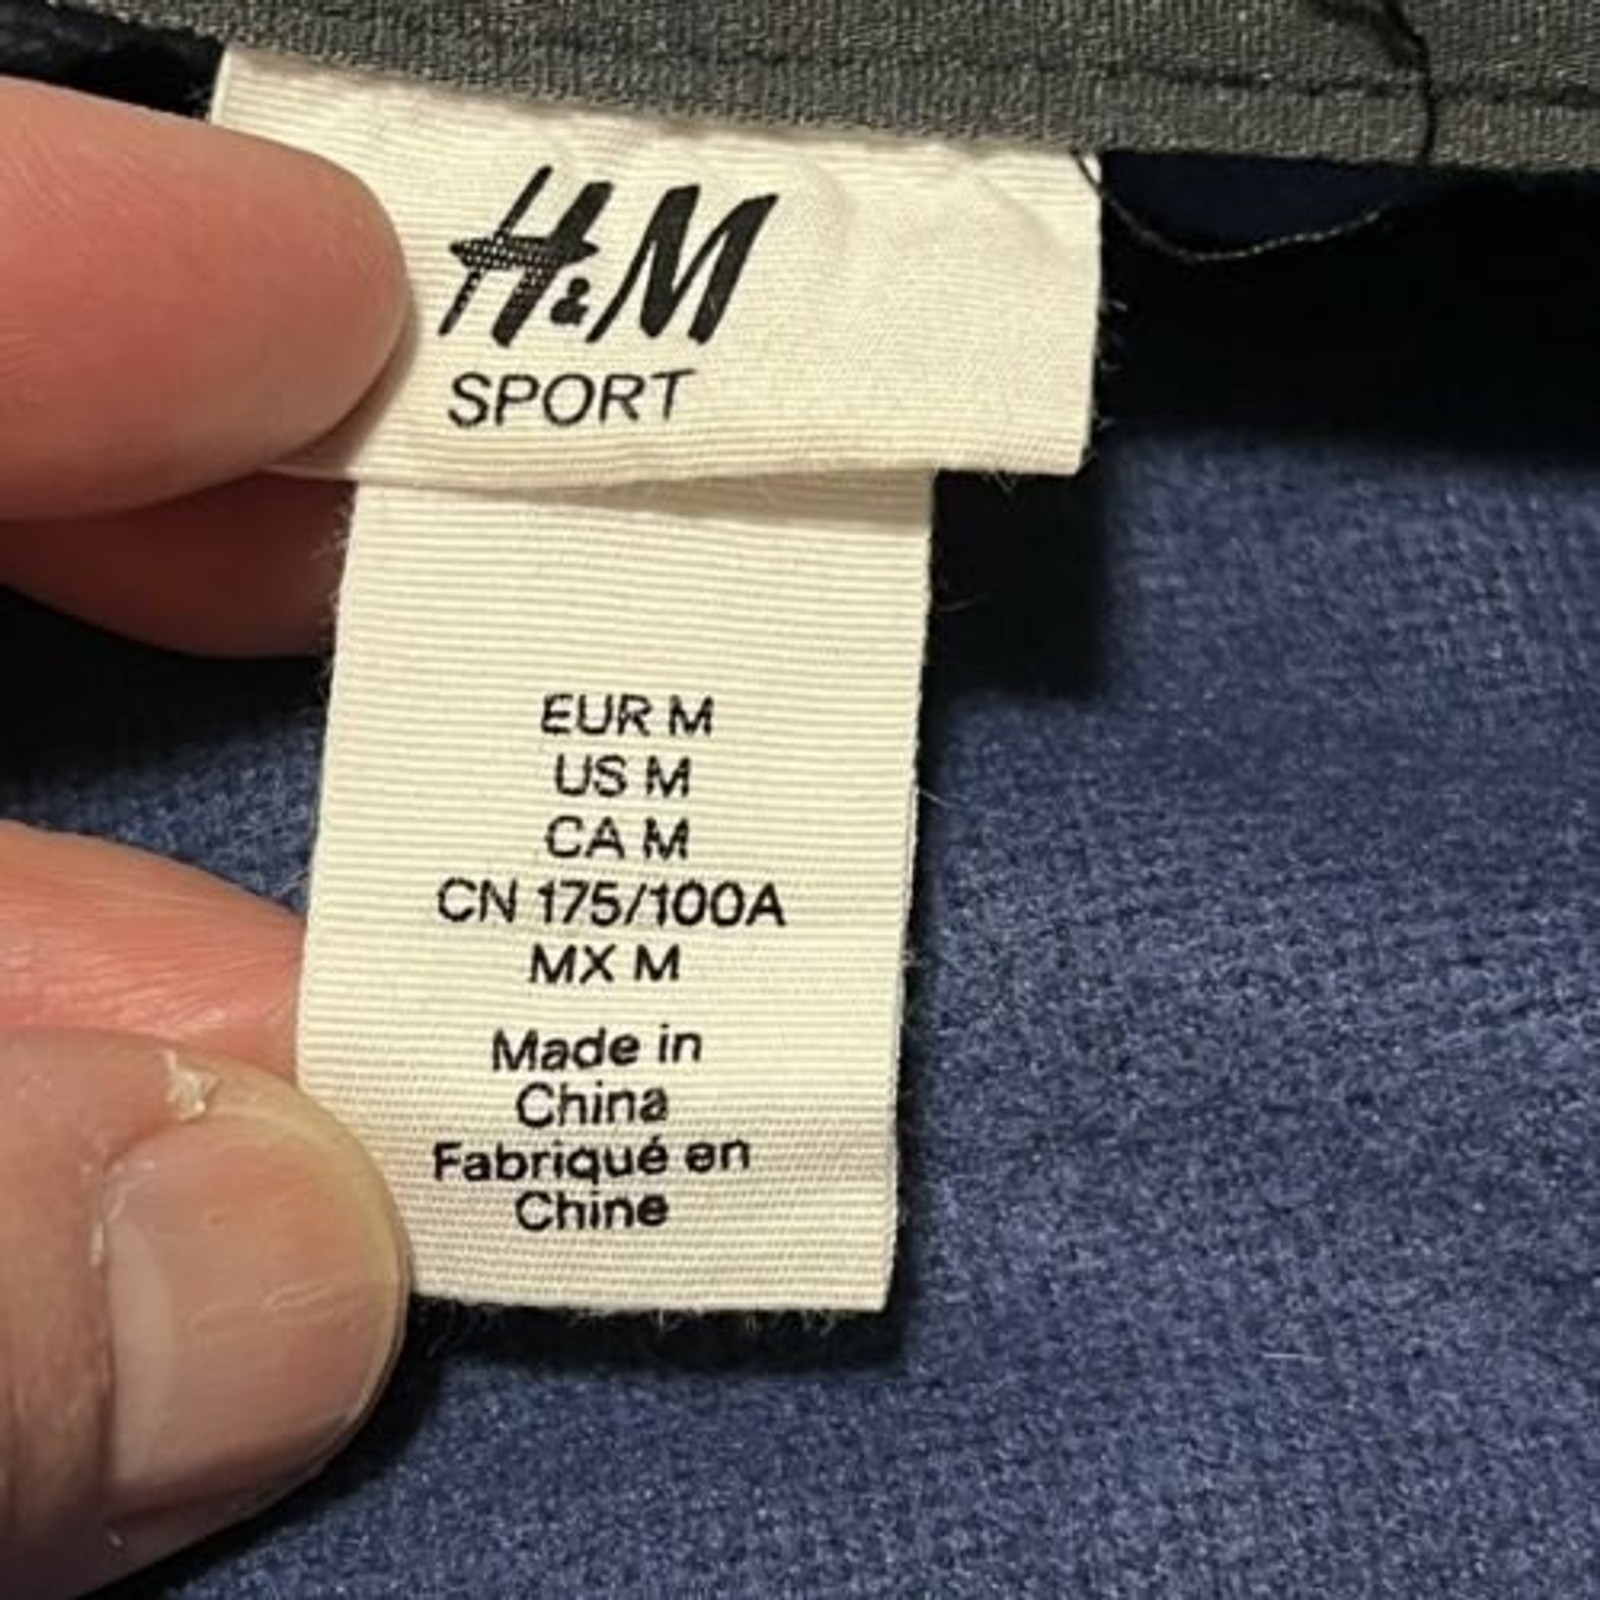 H&M
SPORT
EUR M
US M
CA M
CN 175/100A
MX M
Made in
China
Fabriqué en
Chine